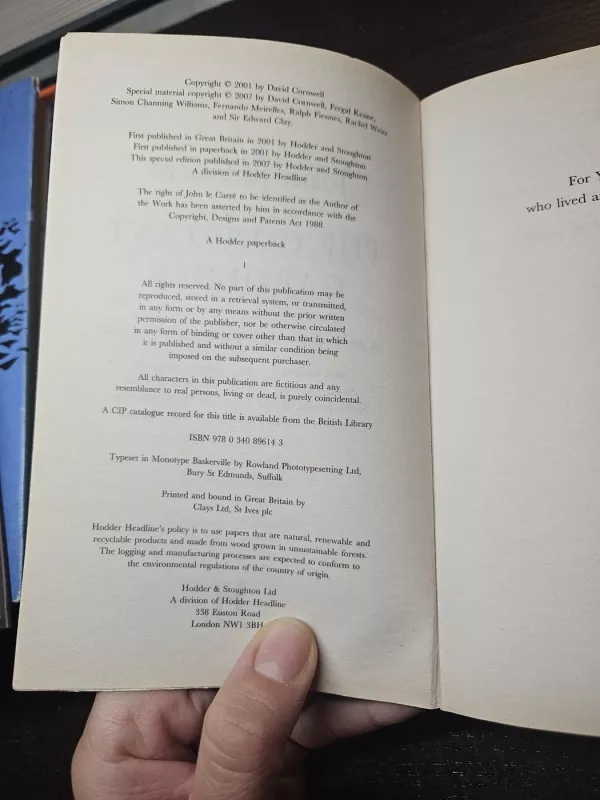 Copyright © 2001 by David Cornwell
Special material copyright © 2007 by David Cornwell, Fergal Keane,
Simon Channing Williams, Fernando Meirelles, Ralph Fiennes, Rachel Weisz
and Sir Edward Clay.
First published in Great Britain in 2001 by Hodder and Stoughton
First published in paperback in 2001 by Hodder and Stoughton
This special edition published in 2007 by Hodder and Stoughton
A division of Hodder Headline
The right of John le Carré to be identified as the Author of
the Work has been asserted by him in accordance with the
Copyright, Designs and Patents Act 1988.
A Hodder paperback
1
All rights reserved. No part of this publication may be
reproduced, stored in a retrieval system, or transmitted,
in any form or by any means without the prior written
permission of the publisher, nor be otherwise circulated
in any form of binding or cover other than that in which
it is published and without a similar condition being
imposed on the subsequent purchaser.
All characters in this publication are fictitious and any
resemblance to real persons, living or dead, is purely coincidental.
A CIP catalogue record for this title is available from the British Library
ISBN 978 0 340 89614 3
Typeset in Monotype Baskerville by Rowland Phototypesetting Ltd,
Bury St Edmunds, Suffolk
Printed and bound in Great Britain by
Clays Ltd, St Ives plc
Hodder Headline's policy is to use papers that are natural, renewable and
recyclable products and made from wood grown in unsustainable forests.
The logging and manufacturing processes are expected to conform to
the environmental regulations of the country of origin.
Hodder & Stoughton Ltd
A division of Hodder Headline
338 Euston Road
London NW1 3BH
For Y
who lived a